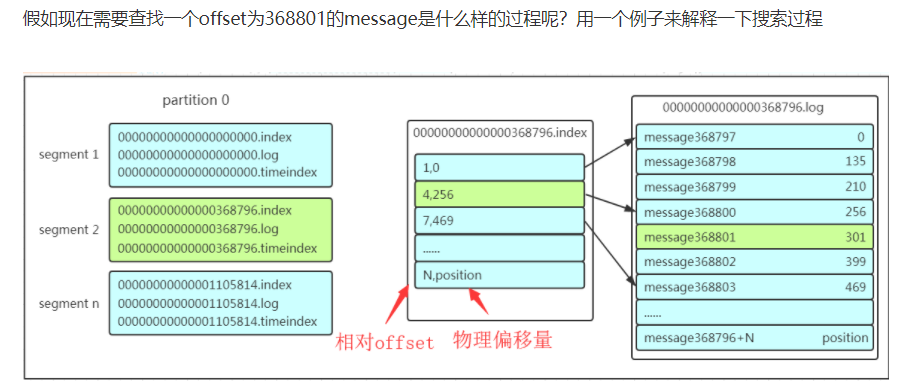 假如现在需要查找一个offset为368801的message是什么样的过程呢？用一个例子来解释一下搜索过程
partition 0
segment 1
00000000000000000000.index
00000000000000000000.log
00000000000000000000.timeindex
segment 2
00000000000000368796.index
00000000000000368796.log
00000000000000368796.timeindex
segment n
00000000000001105814.index
00000000000001105814.log
00000000000001105814.timeindex
00000000000000368796.index
1,0
4,256
7,469
......
N,position
相对offset
物理偏移量
00000000000000368796.log
message368797 0
message368798 135
message368799 210
message368800 256
message368801 301
message368802 399
message368803 469
......
message368796+N position